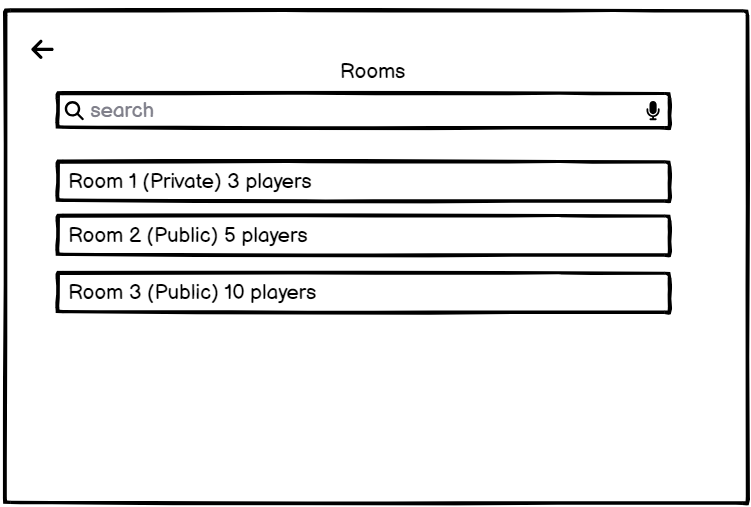 Rooms
search
Room 1 (Private) 3 players
Room 2 (Public) 5 players
Room 3 (Public) 10 players